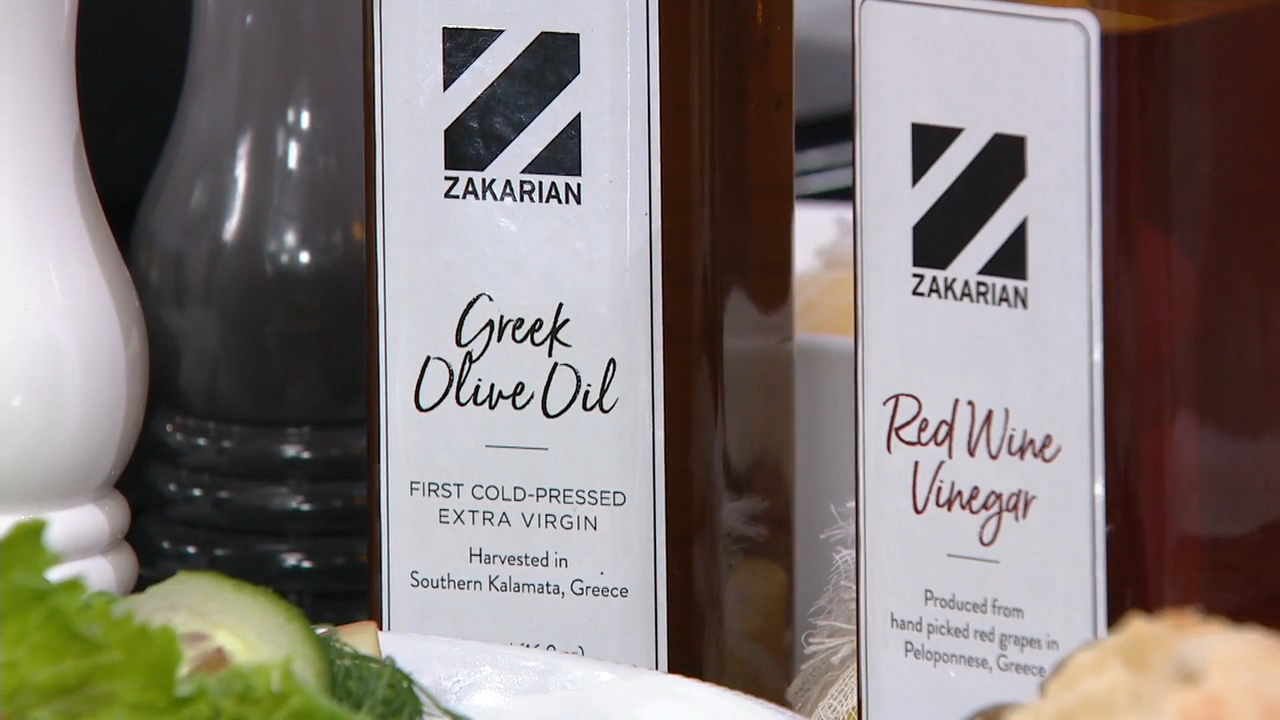 ZAKARIAN
Greek
Olive Oil
FIRST COLD-PRESSED
EXTRA VIRGIN
Harvested in
Southern Kalamata, Greece
ZAKARIAN
Red Wine
Vinegar
Produced from
hand picked red grapes in
Peloponnese, Greece